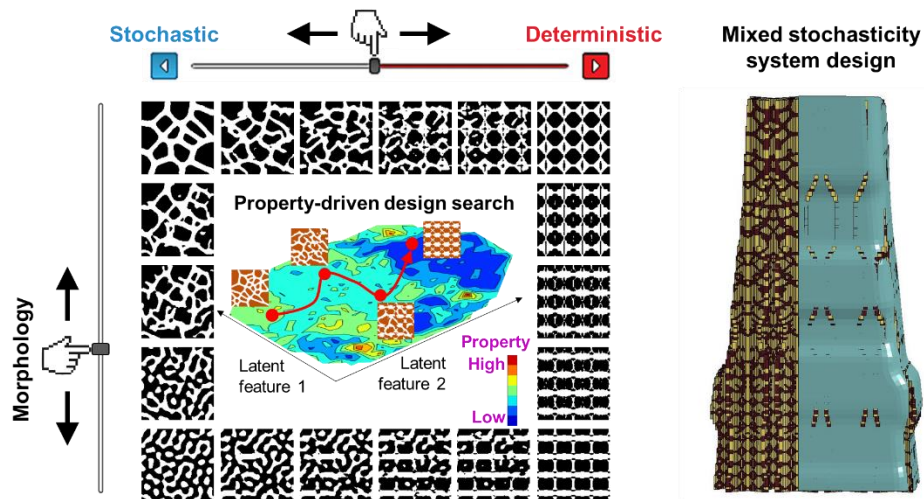 Stochastic
Deterministic
Mixed stochasticity
system design
Property-driven design search
Morphology
Latent
feature 1
Latent
feature 2
Property
High
Low